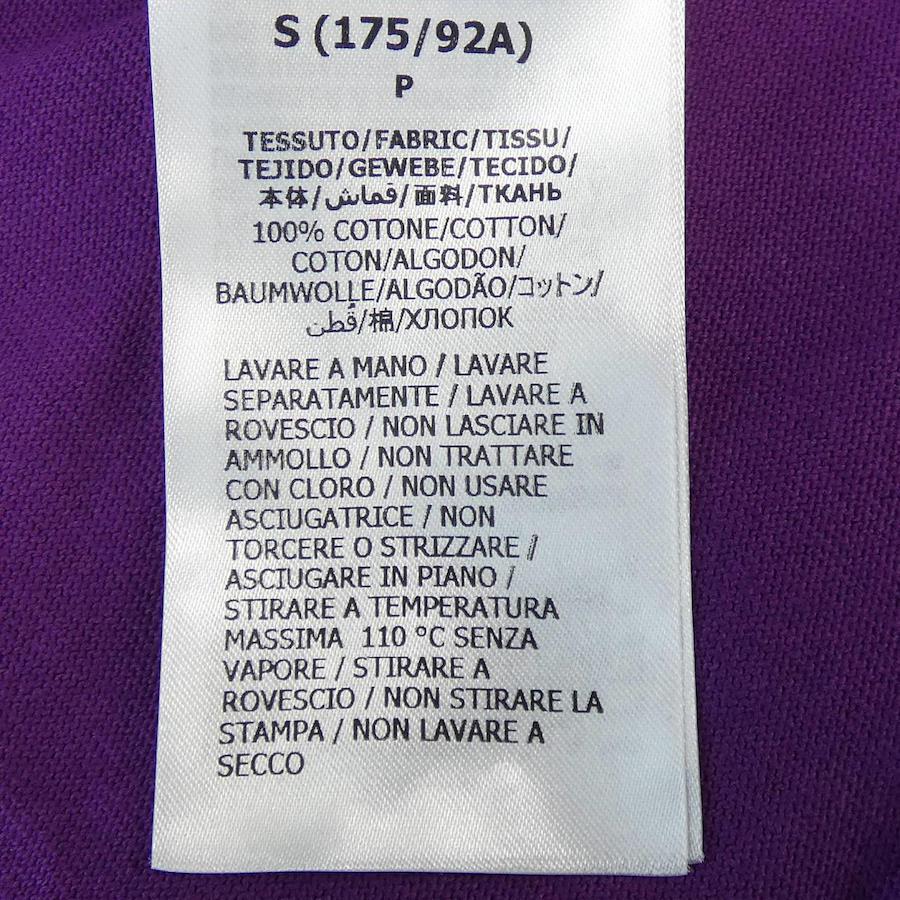 S (175/92A)
P
TESSUTO/FABRIC/TISSU/
TEJIDO/GEWEBE/TECIDO/
本体/قماش/面料/ТКАНЬ
100% COTONE/COTTON/
COTON/ALGODON/
BAUMWOLLE/ALGODÃO/コットン/
قُطن/棉/ХЛОПОК
LAVARE A MANO / LAVARE
SEPARATAMENTE / LAVARE A
ROVESCIO / NON LASCIARE IN
AMMOLLO / NON TRATTARE
CON CLORO / NON USARE
ASCIUGATRICE / NON
TORCERE O STRIZZARE /
ASCIUGARE IN PIANO /
STIRARE A TEMPERATURA
MASSIMA 110 °C SENZA
VAPORE / STIRARE A
ROVESCIO / NON STIRARE LA
STAMPA / NON LAVARE A
SECCO